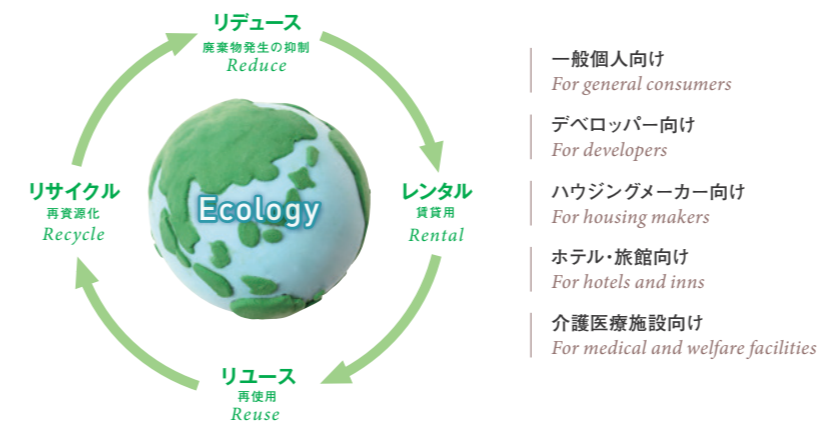 リデュース
廃棄物発生の抑制
Reduce
レンタル
賃貸用
Rental
リユース
再使用
Reuse
リサイクル
再資源化
Recycle
Ecology
一般個人向け
For general consumers
デベロッパー向け
For developers
ハウジングメーカー向け
For housing makers
ホテル・旅館向け
For hotels and inns
介護医療施設向け
For medical and welfare facilities